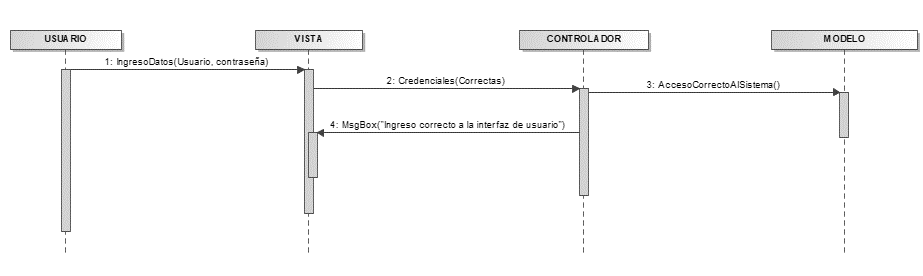 USUARIO
VISTA
CONTROLADOR
MODELO
1: IngresoDatos(Usuario, contraseña)
2: Credenciales(Correctas)
3: AccesoCorrectoAlSistema()
4: MsgBox("Ingreso correcto a la interfaz de usuario")